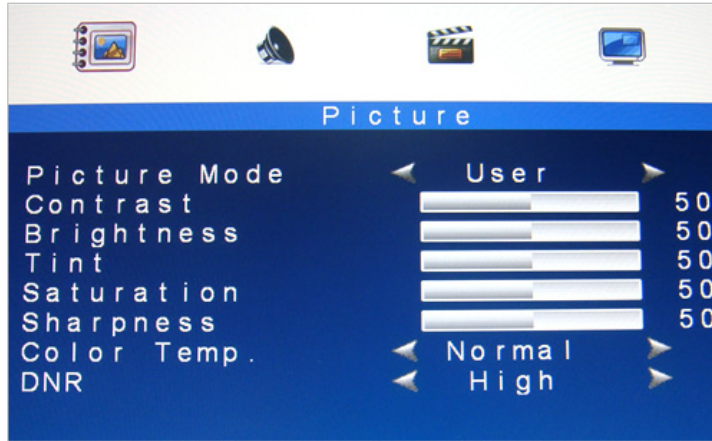 Picture
Picture Mode User
Contrast 50
Brightness 50
Tint 50
Saturation 50
Sharpness 50
Color Temp. Normal
DNR High